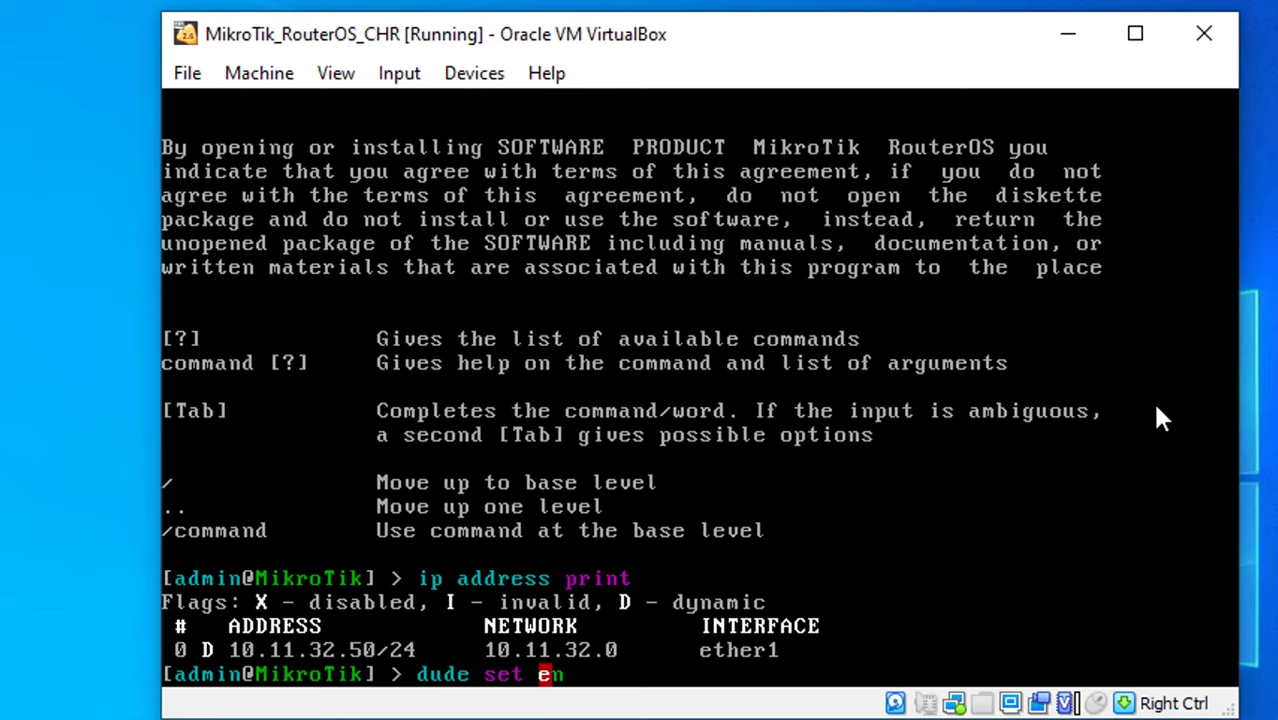 MikroTik_RouterOS_CHR [Running] - Oracle VM VirtualBox
File Machine View Input Devices Help
By opening or installing SOFTWARE PRODUCT MikroTik RouterOS you
indicate that you agree with terms of this agreement, if you do not
agree with the terms of this agreement, do not open the diskette
package and do not install or use the software, instead, return the
unopened package of the SOFTWARE including manuals, documentation, or
written materials that are associated with this program to the place
[?] Gives the list of available commands
command [?] Gives help on the command and list of arguments
[Tab] Completes the command/word. If the input is ambiguous,
a second [Tab] gives possible options
/ Move up to base level
.. Move up one level
/command Use command at the base level
[admin@MikroTik] > ip address print
Flags: X - disabled, I - invalid, D - dynamic
# ADDRESS NETWORK INTERFACE
0 D 10.11.32.50/24 10.11.32.0 ether1
[admin@MikroTik] > dude set en
Right Ctrl